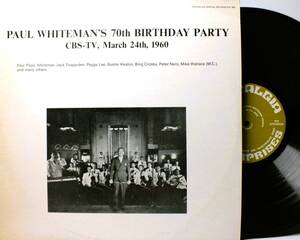 PAUL WHITEMAN'S 70th BIRTHDAY PARTY
CBS-TV, March 24th, 1960
Paul 'Pops' Whiteman, Jack Teagarden, Peggy Lee, Buster Keaton, Bing Crosby, Peter Nero, Mike Wallace (M.C.),
and many others